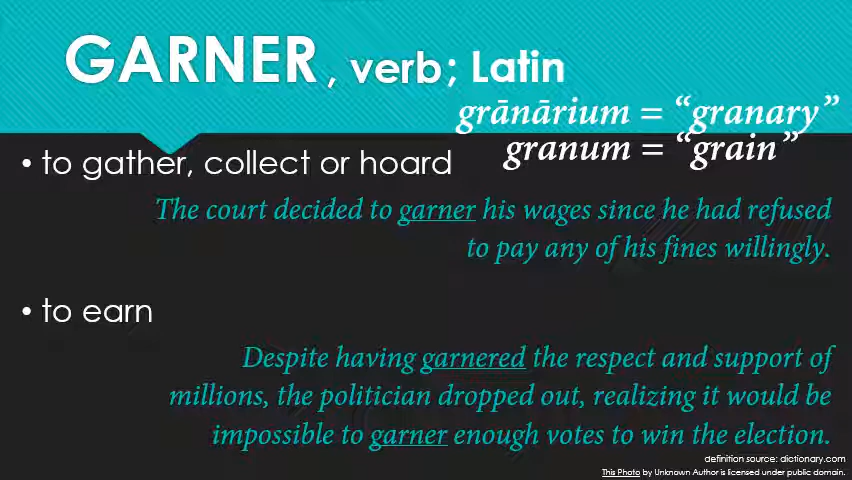 GARNER, verb; Latin
grānārium = “granary”
granum = “grain”
• to gather, collect or hoard
The court decided to garner his wages since he had refused
to pay any of his fines willingly.
• to earn
Despite having garnered the respect and support of
millions, the politician dropped out, realizing it would be
impossible to garner enough votes to win the election.
definition source: dictionary.com
This Photo by Unknown Author is licensed under public domain.